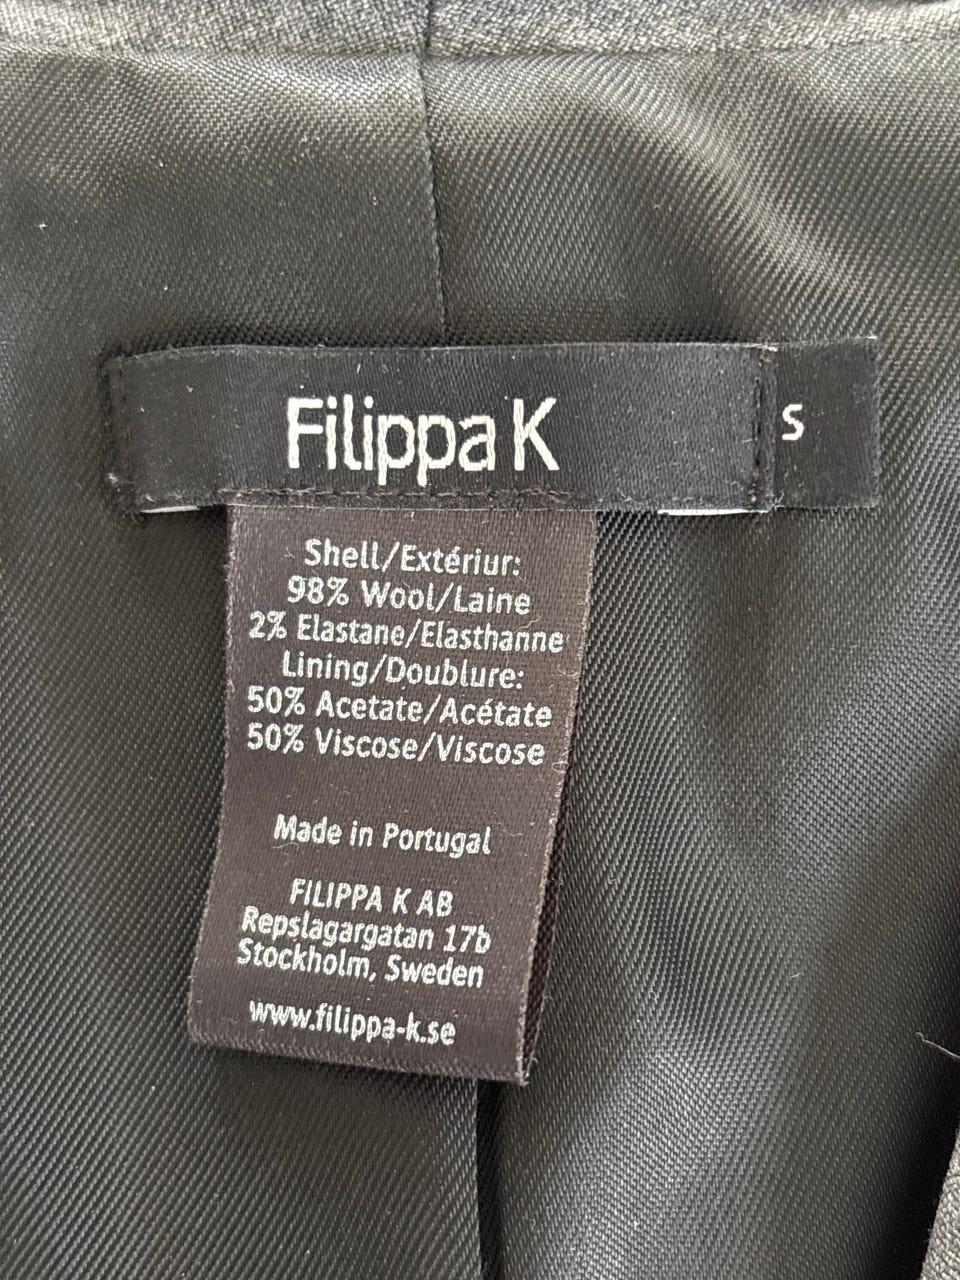 Filippa K
S
Shell/Extériur:
98% Wool/Laine
2% Elastane/Elasthanne
Lining/Doublure:
50% Acetate/Acétate
50% Viscose/Viscose
Made in Portugal
FILIPPA K AB
Repslagargatan 17b
Stockholm, Sweden
www.filippa-k.se